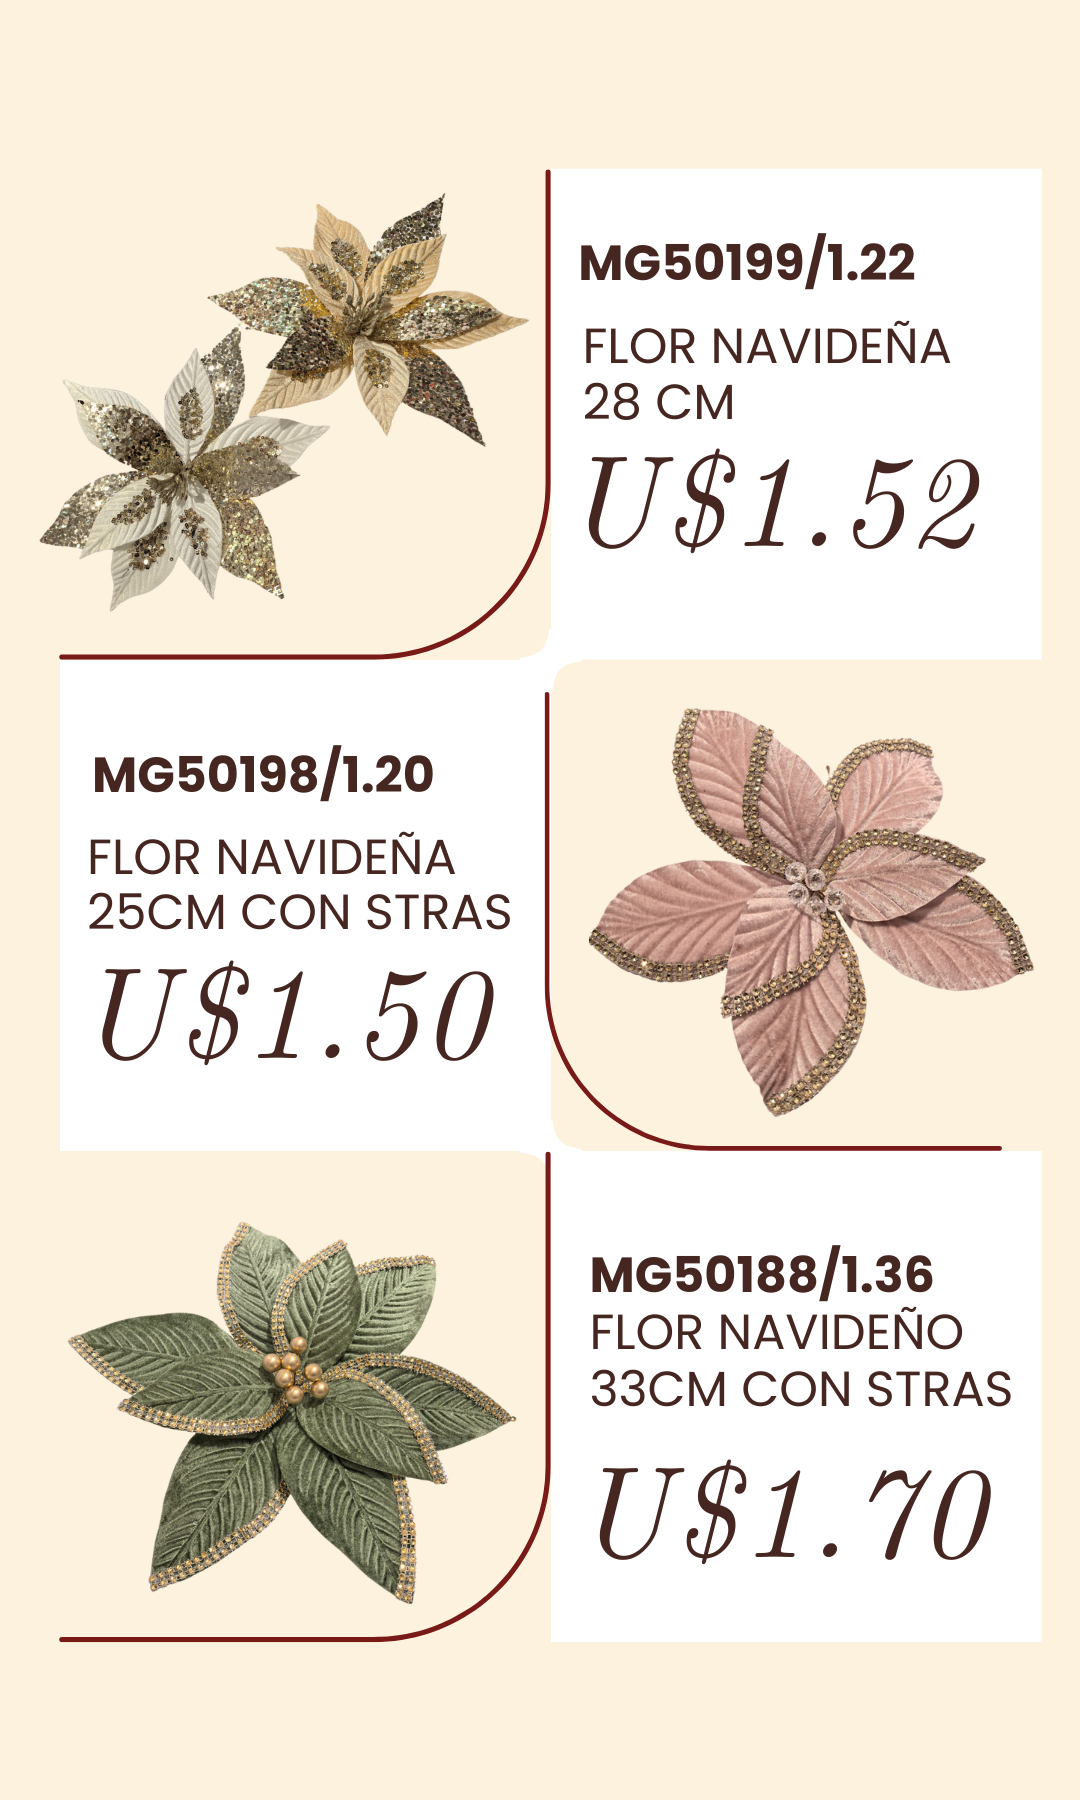 MG50199/1.22
FLOR NAVIDEÑA
28 CM
U$1.52
MG50198/1.20
FLOR NAVIDEÑA
25CM CON STRAS
U$1.50
MG50188/1.36
FLOR NAVIDEÑO
33CM CON STRAS
U$1.70